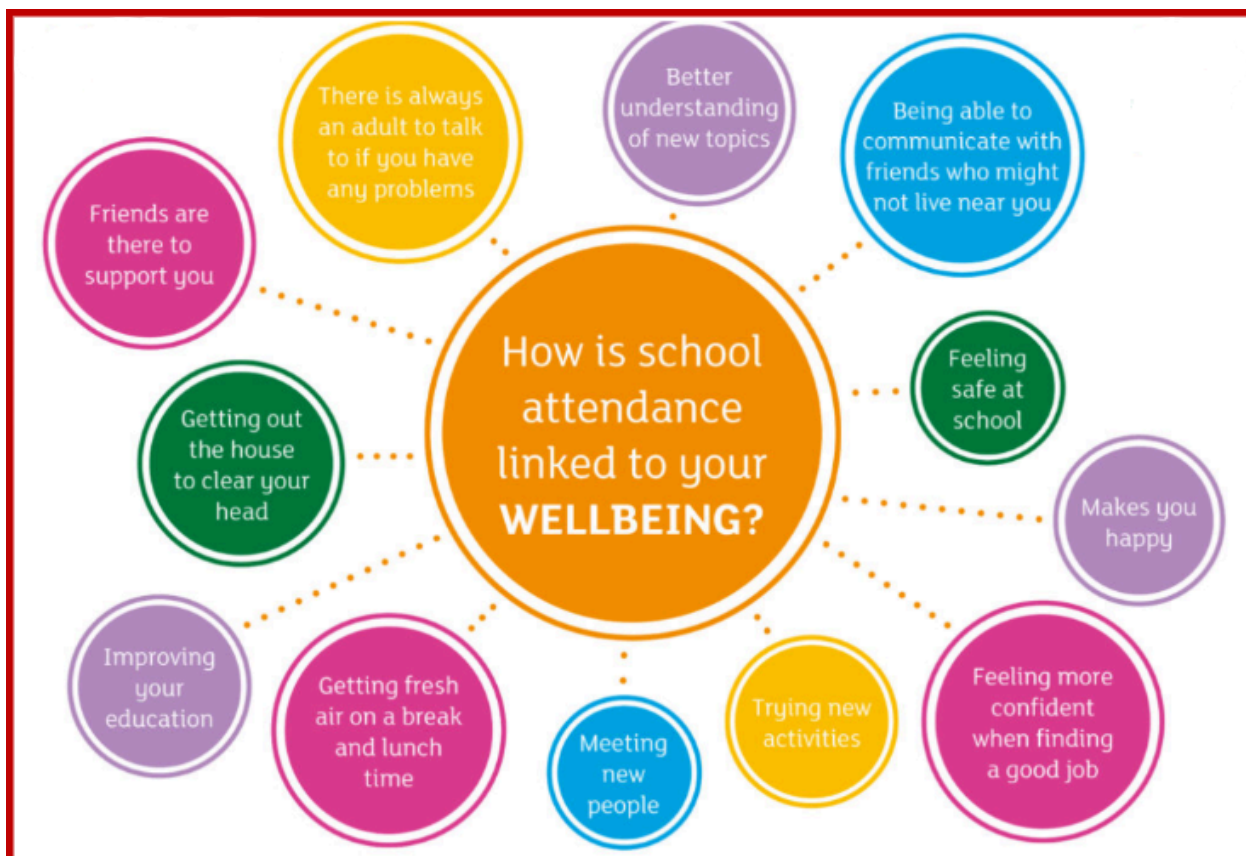 There is always
an adult to talk
to if you have
any problems
Better
understanding
of new topics
Being able to
communicate with
friends who might
not live near you
Friends are
there to
support you
How is school
attendance
linked to your
WELLBEING?
Feeling
safe at
school
Getting out
the house
to clear your
head
Makes you
happy
Improving
your
education
Getting fresh
air on a break
and lunch
time
Meeting
new
people
Trying new
activities
Feeling more
confident
when finding
a good job